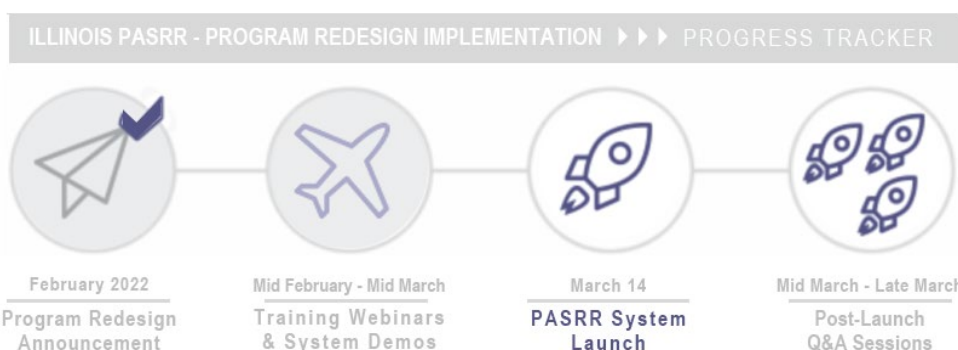 ILLINOIS PASRR - PROGRAM REDESIGN IMPLEMENTATION PROGRESS TRACKER
February 2022
Program Redesign
Announcement
Mid February - Mid March
Training Webinars
& System Demos
March 14
PASRR System
Launch
Mid March - Late March
Post-Launch
Q&A Sessions